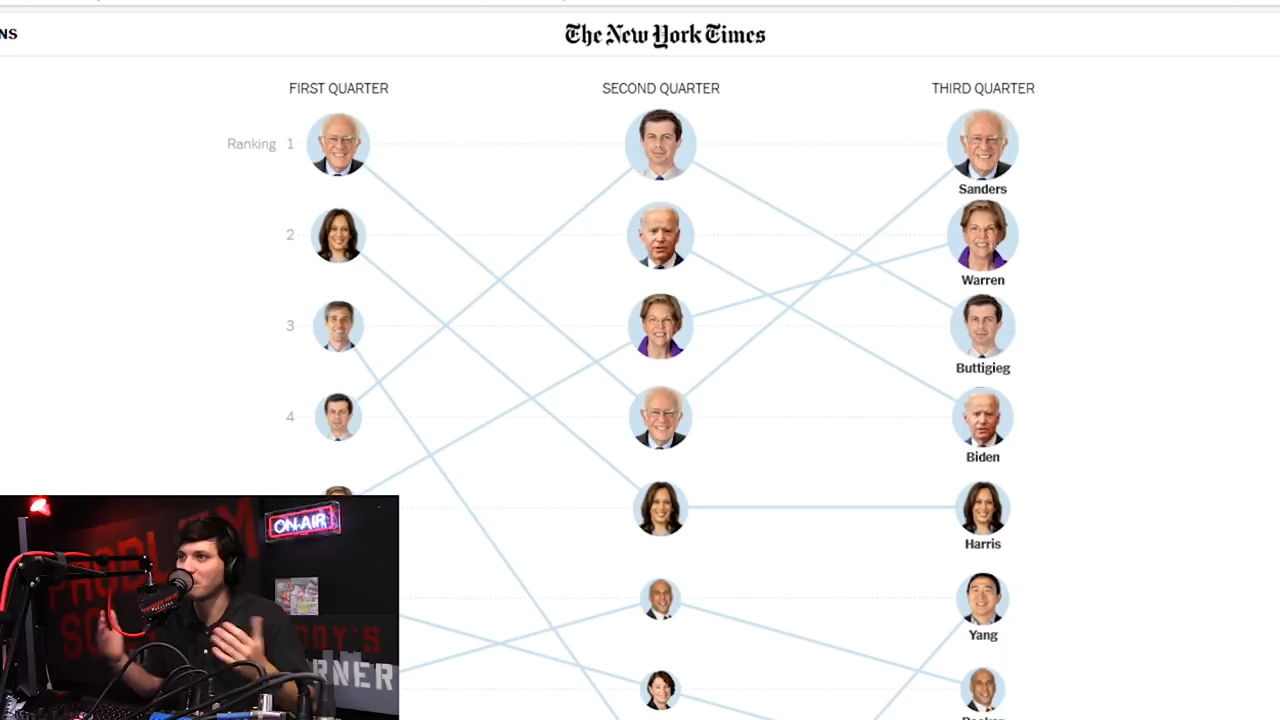 NS
The New York Times
FIRST QUARTER
SECOND QUARTER
THIRD QUARTER
Ranking 1
Sanders
2
Warren
3
Buttigieg
4
Biden
Harris
ON-AIR
Yang
RNER